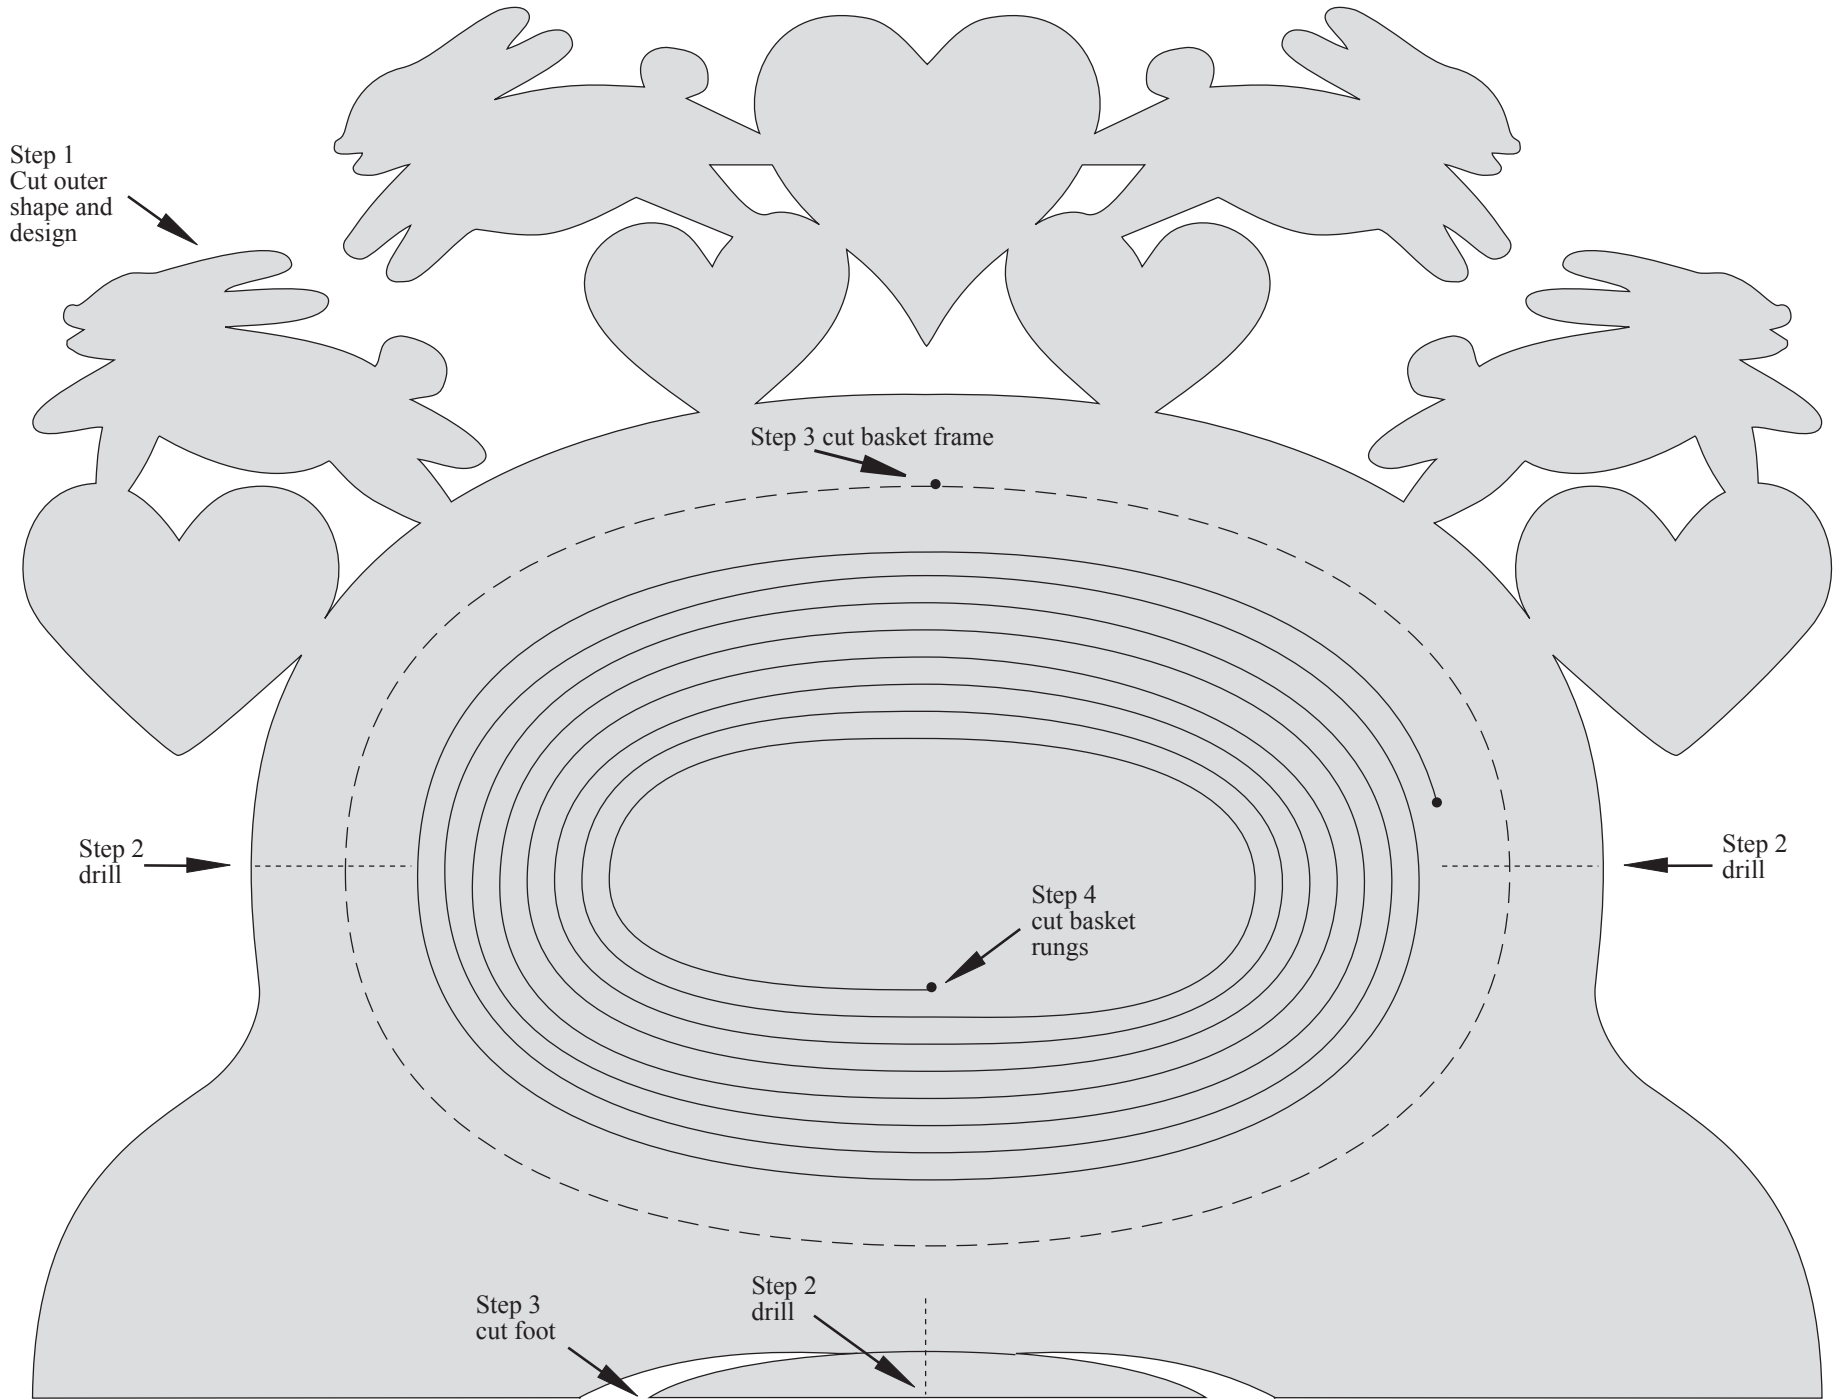 Step 1
Cut outer
shape and
design
Step 3 cut basket frame
Step 2
drill
Step 2
drill
Step 4
cut basket
rungs
Step 3
cut foot
Step 2
drill